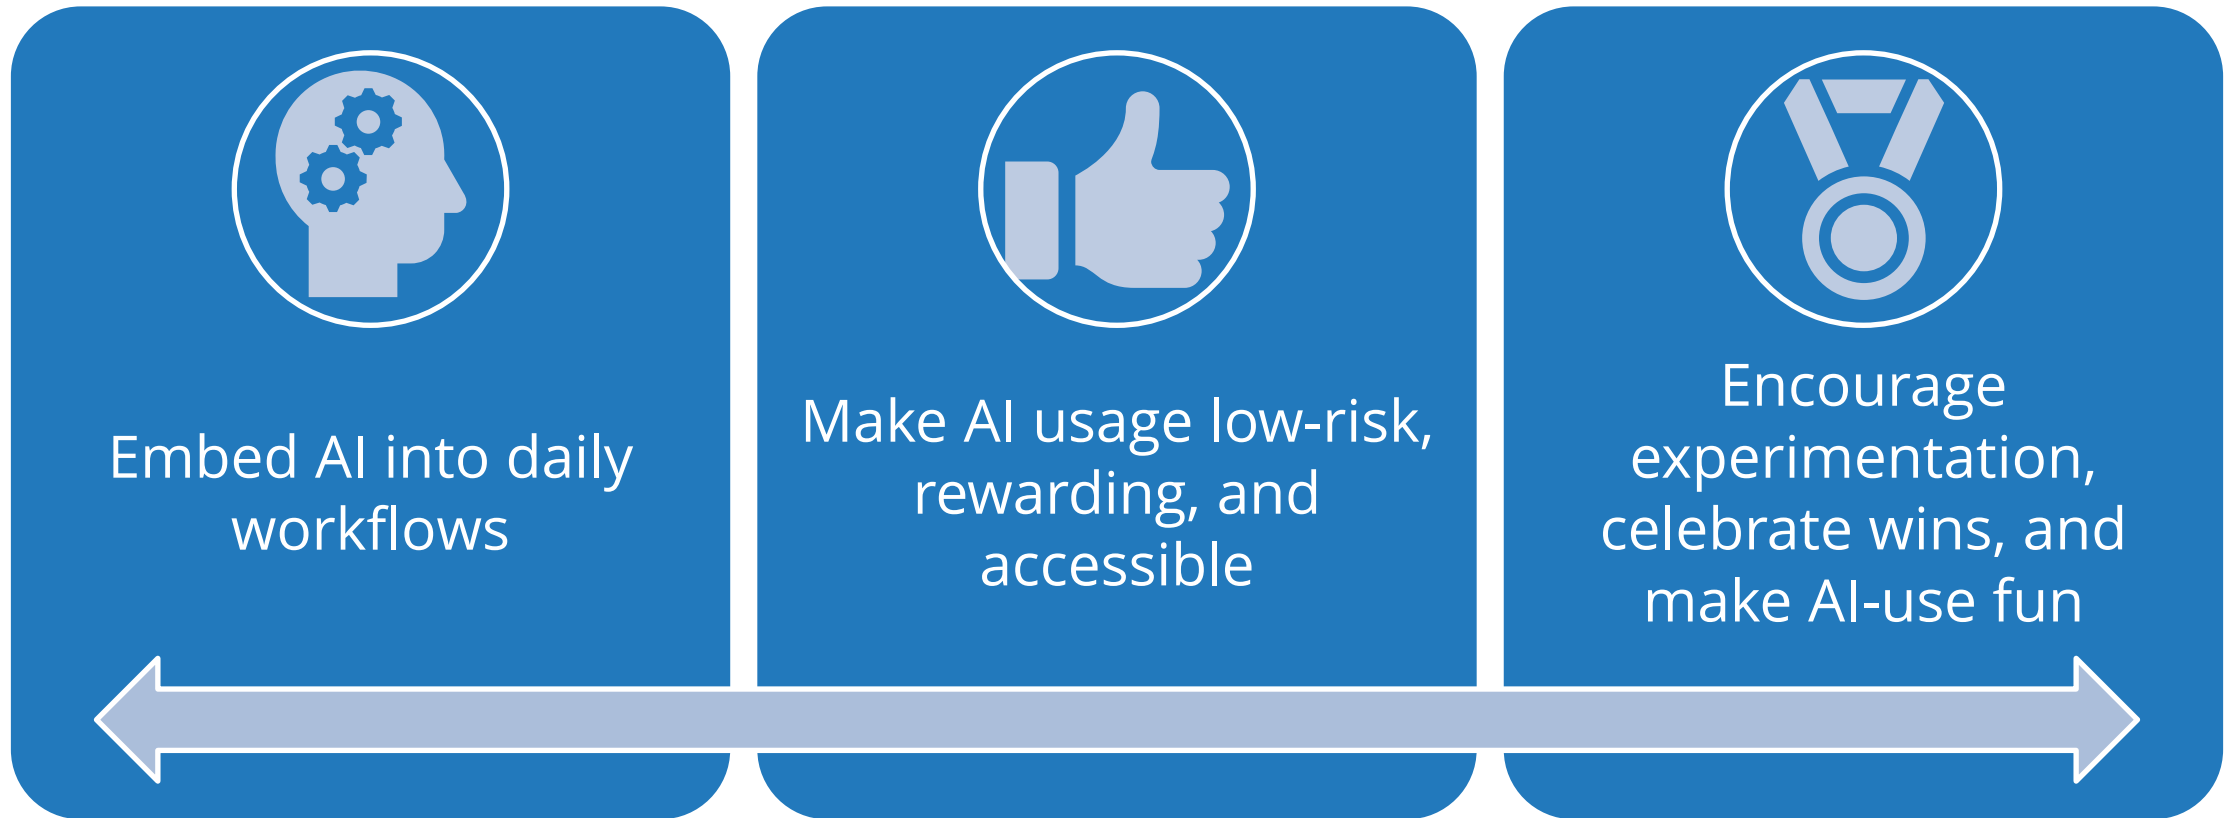 Embed AI into daily
workflows
Make AI usage low-risk,
rewarding, and
accessible
Encourage
experimentation,
celebrate wins, and
make AI-use fun